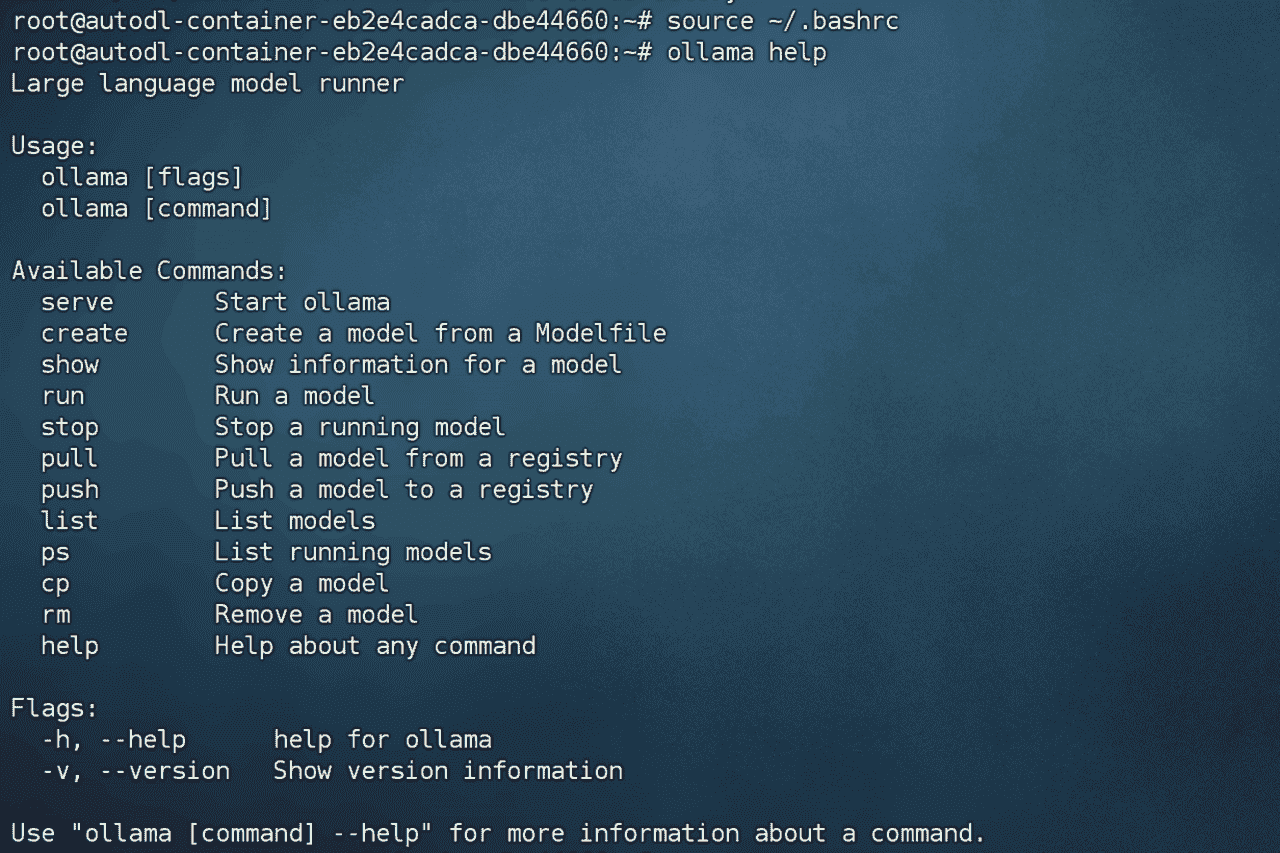 root@autodl-container-eb2e4cadca-dbe44660:~# source ~/.bashrc
root@autodl-container-eb2e4cadca-dbe44660:~# ollama help
Large language model runner

Usage:
  ollama [flags]
  ollama [command]

Available Commands:
  serve       Start ollama
  create      Create a model from a Modelfile
  show        Show information for a model
  run         Run a model
  stop        Stop a running model
  pull        Pull a model from a registry
  push        Push a model to a registry
  list        List models
  ps          List running models
  cp          Copy a model
  rm          Remove a model
  help        Help about any command

Flags:
  -h, --help      help for ollama
  -v, --version   Show version information

Use "ollama [command] --help" for more information about a command.